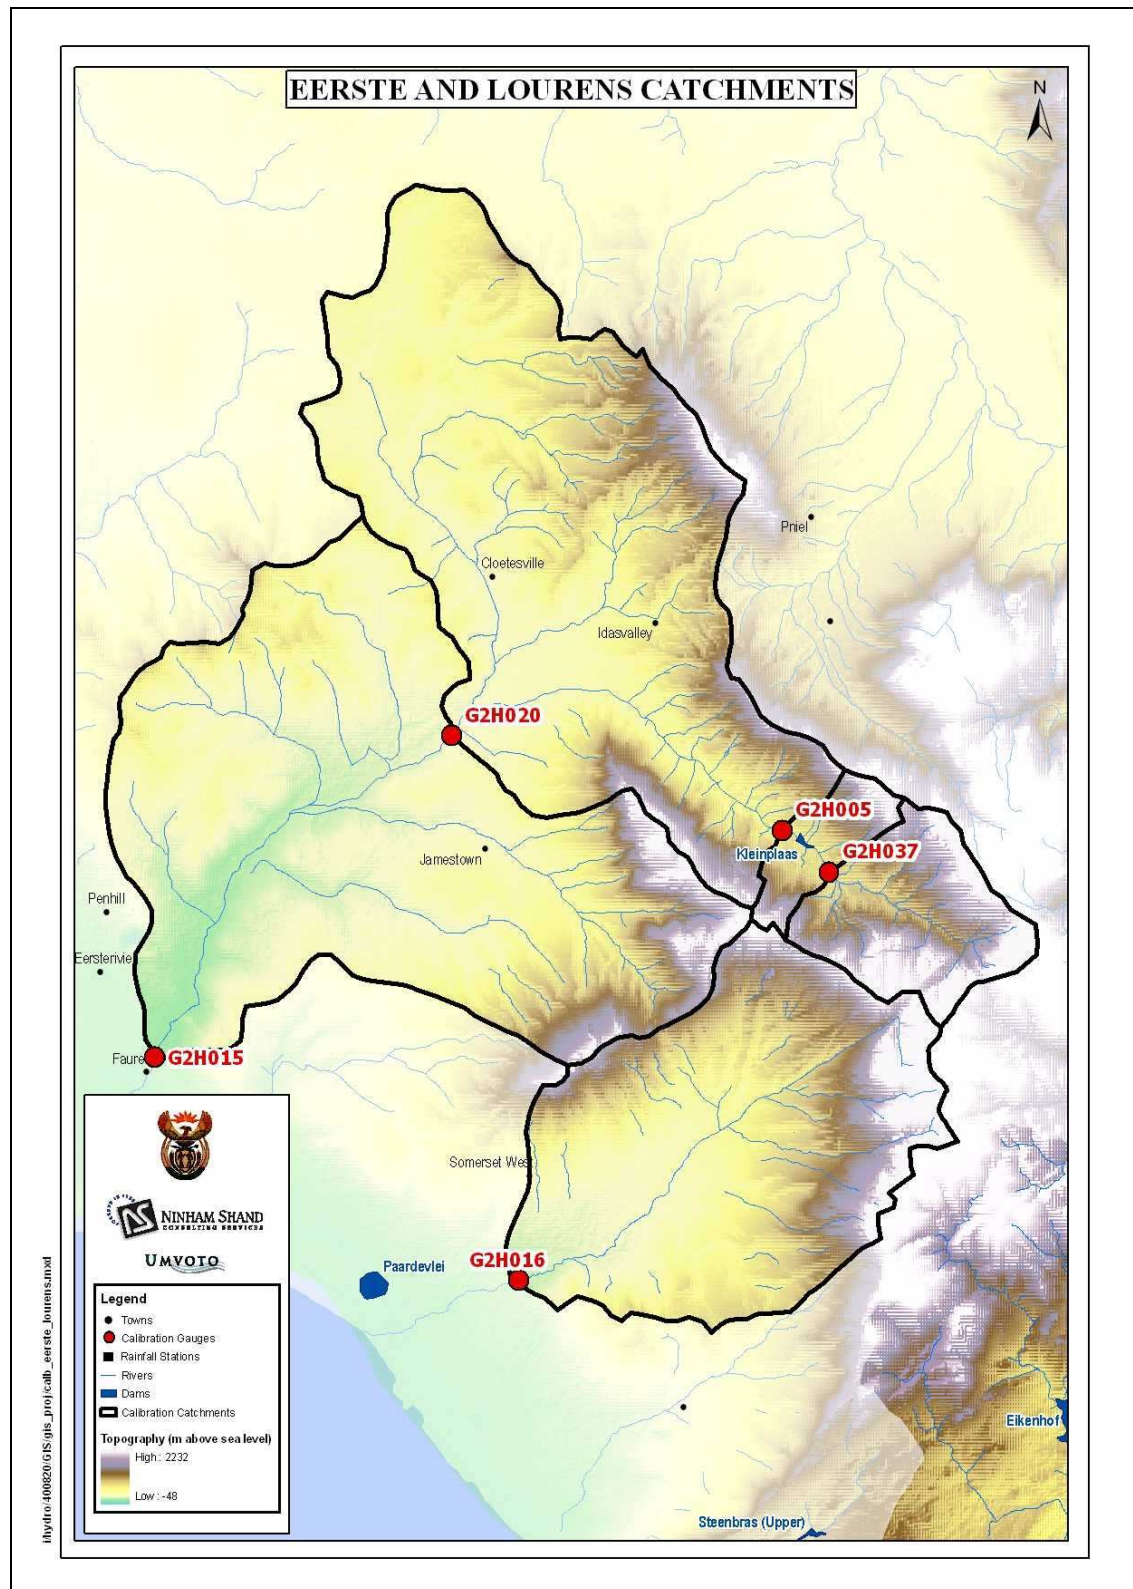 EERSTE AND LOURENS CATCHMENTS
N
Pniel
Cloetesville
Idasvalley
G2H020
G2H005
Kleinplaas
G2H037
Jamestown
Penhill
Eersterivie
Faure
G2H015
Somerset West
G2H016
Paardevlei
NINHAM SHAND
CONSULTING SERVICES
UMVOTO
Legend
Towns
Calibration Gauges
Rainfall Stations
Rivers
Dams
Calibration Catchments
Topography (m above sea level)
High : 2232
Low : -48
Eikenhof
Steenbras (Upper)
i:hydro/400820/GIS/gis_proj/calb_eerste_lourens.mxd